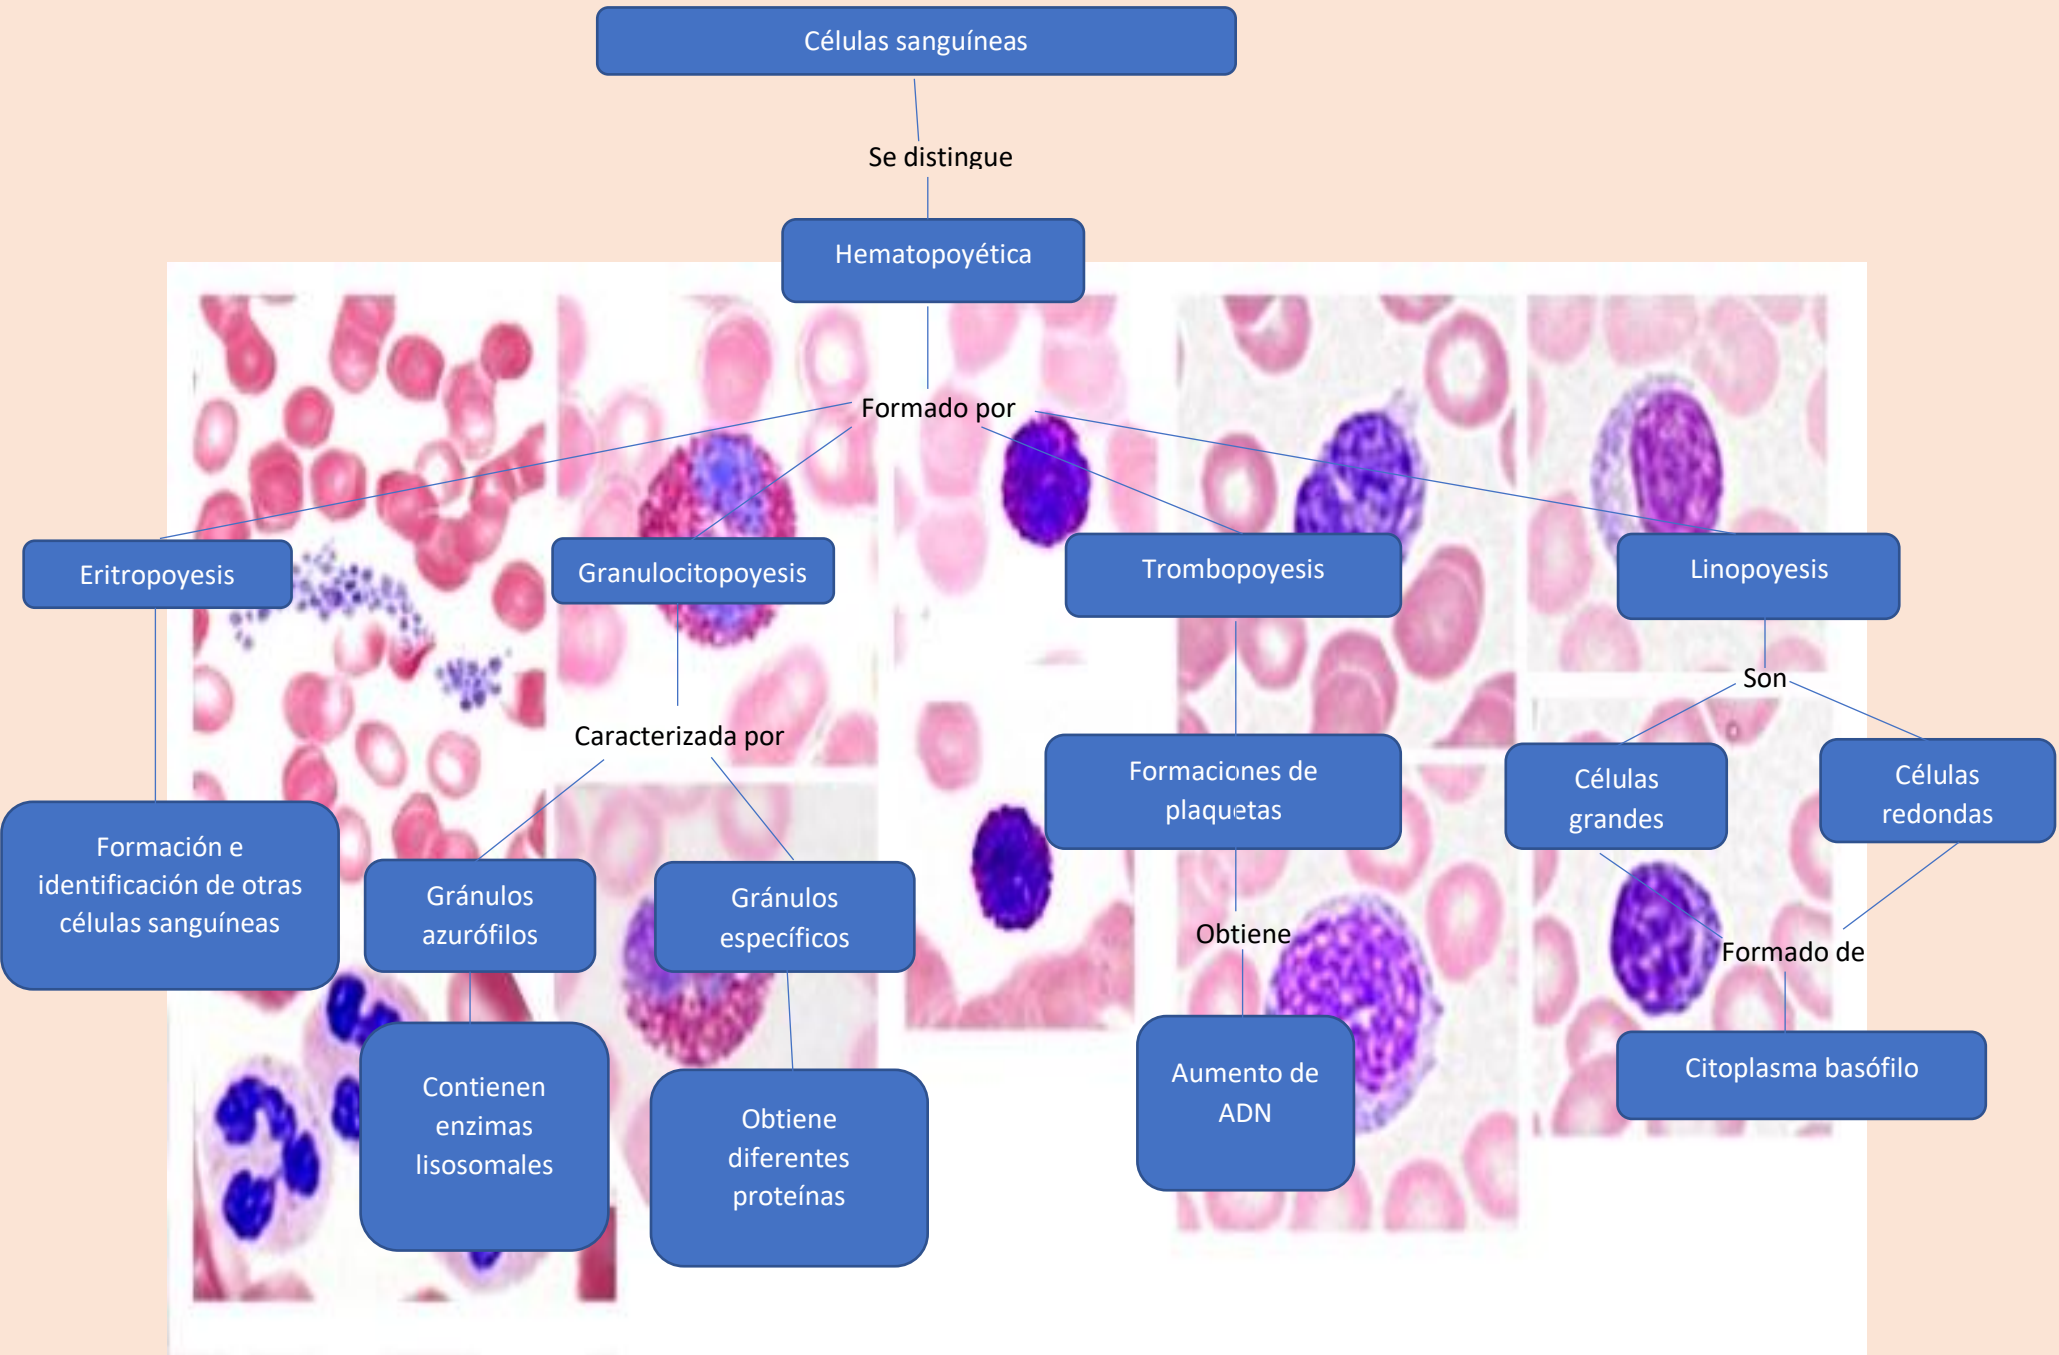 Células sanguíneas
Se distingue
Hematopoyética
Formado por
Eritropoyesis
Granulocitopoyesis
Trombopoyesis
Linopoyesis
Son
Caracterizada por
Formaciones de
plaquetas
Células
grandes
Células
redondas
Formación e
identificación de otras
células sanguíneas
Gránulos
azurófilos
Gránulos
específicos
Obtiene
Formado de
Contienen
enzimas
lisosomales
Obtiene
diferentes
proteínas
Aumento de
ADN
Citoplasma basófilo